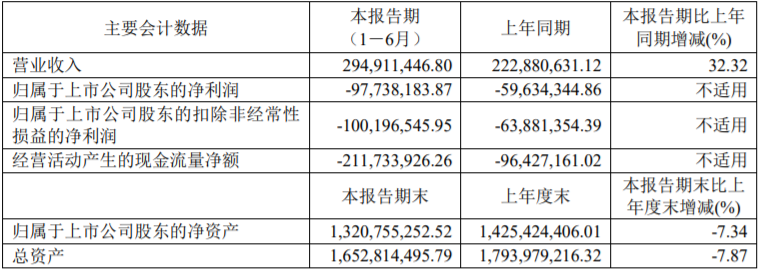 主要会计数据 本报告期（1－6月） 上年同期 本报告期比上年同期增减(%)
营业收入 294,911,446.80 222,880,631.12 32.32
归属于上市公司股东的净利润 -97,738,183.87 -59,634,344.86 不适用
归属于上市公司股东的扣除非经常性损益的净利润 -100,196,545.95 -63,881,354.39 不适用
经营活动产生的现金流量净额 -211,733,926.26 -96,427,161.02 不适用
本报告期末 上年度末 本报告期末比上年度末增减(%)
归属于上市公司股东的净资产 1,320,755,252.52 1,425,424,406.01 -7.34
总资产 1,652,814,495.79 1,793,979,216.32 -7.87